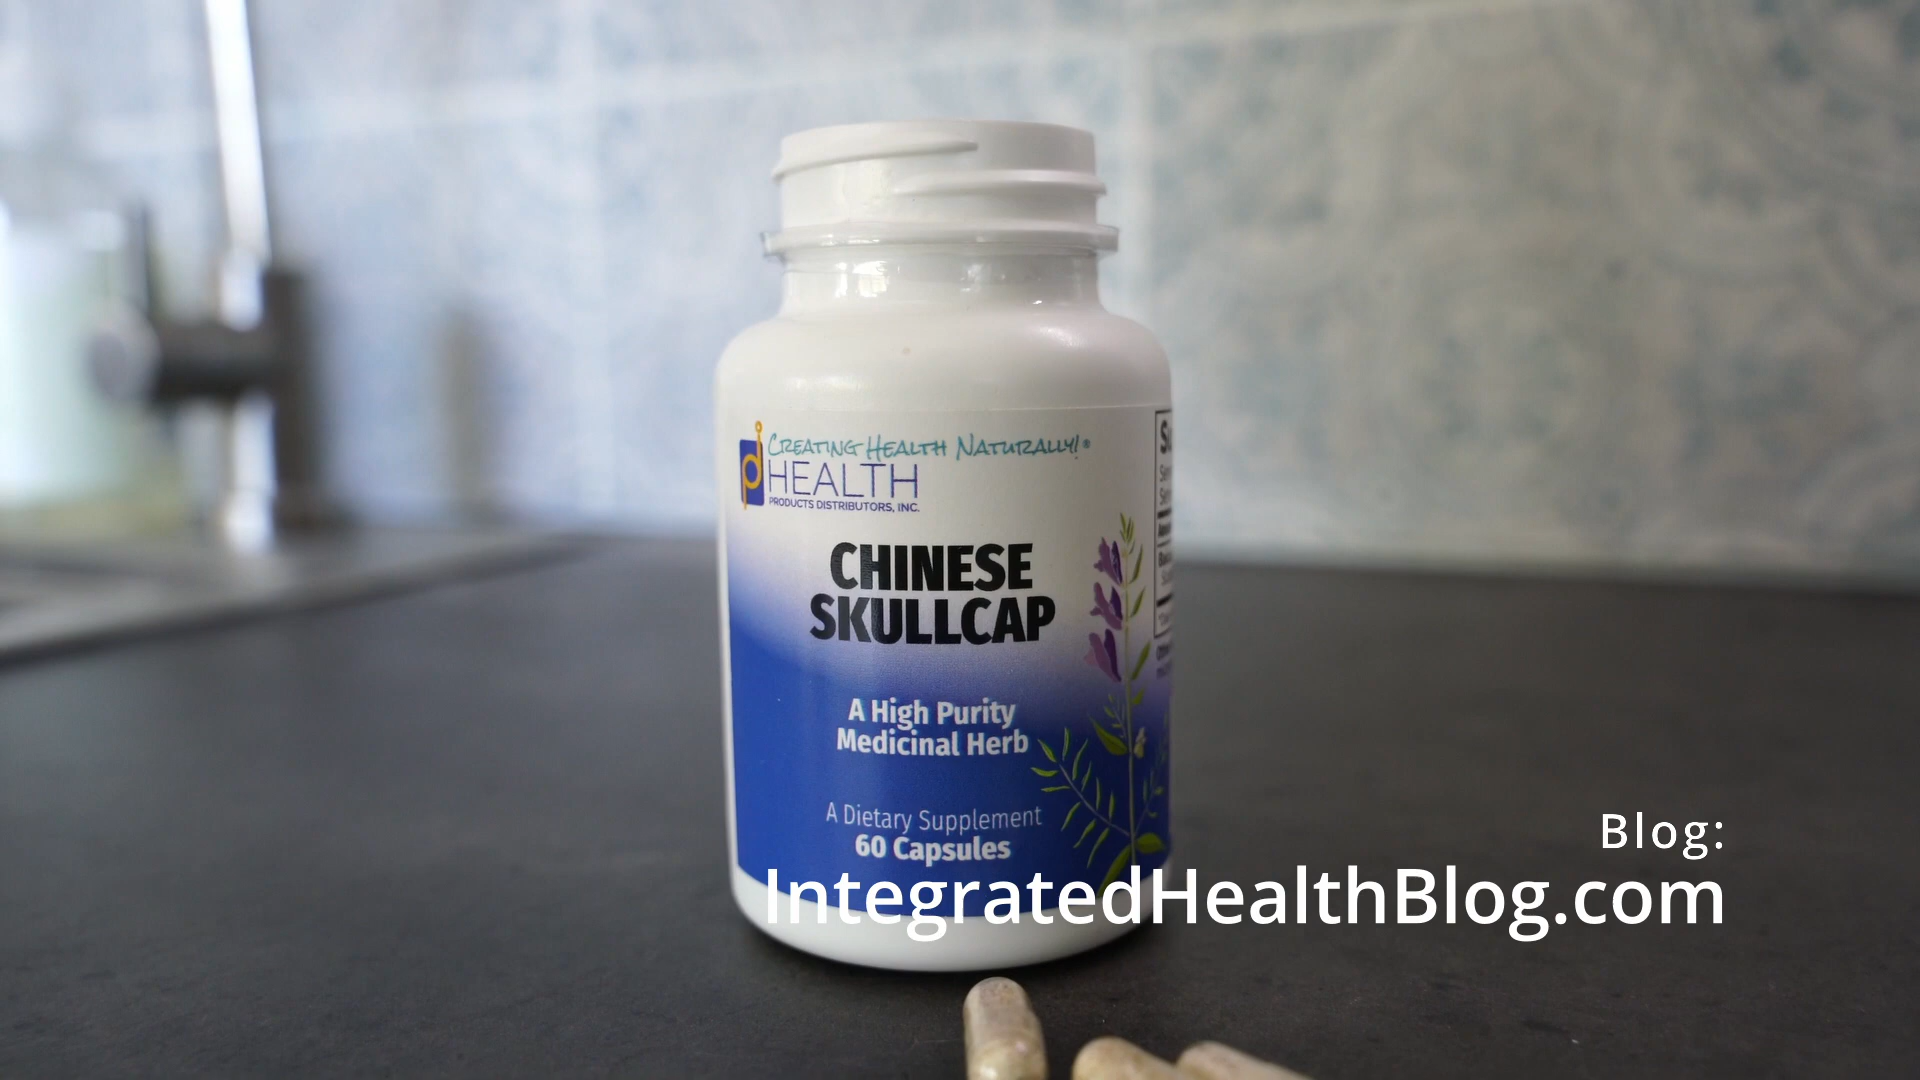 Creating Health Naturally!®
HEALTH
PRODUCTS DISTRIBUTORS, INC.
CHINESE
SKULLCAP
A High Purity
Medicinal Herb
A Dietary Supplement
60 Capsules
Blog:
IntegratedHealthBlog.com